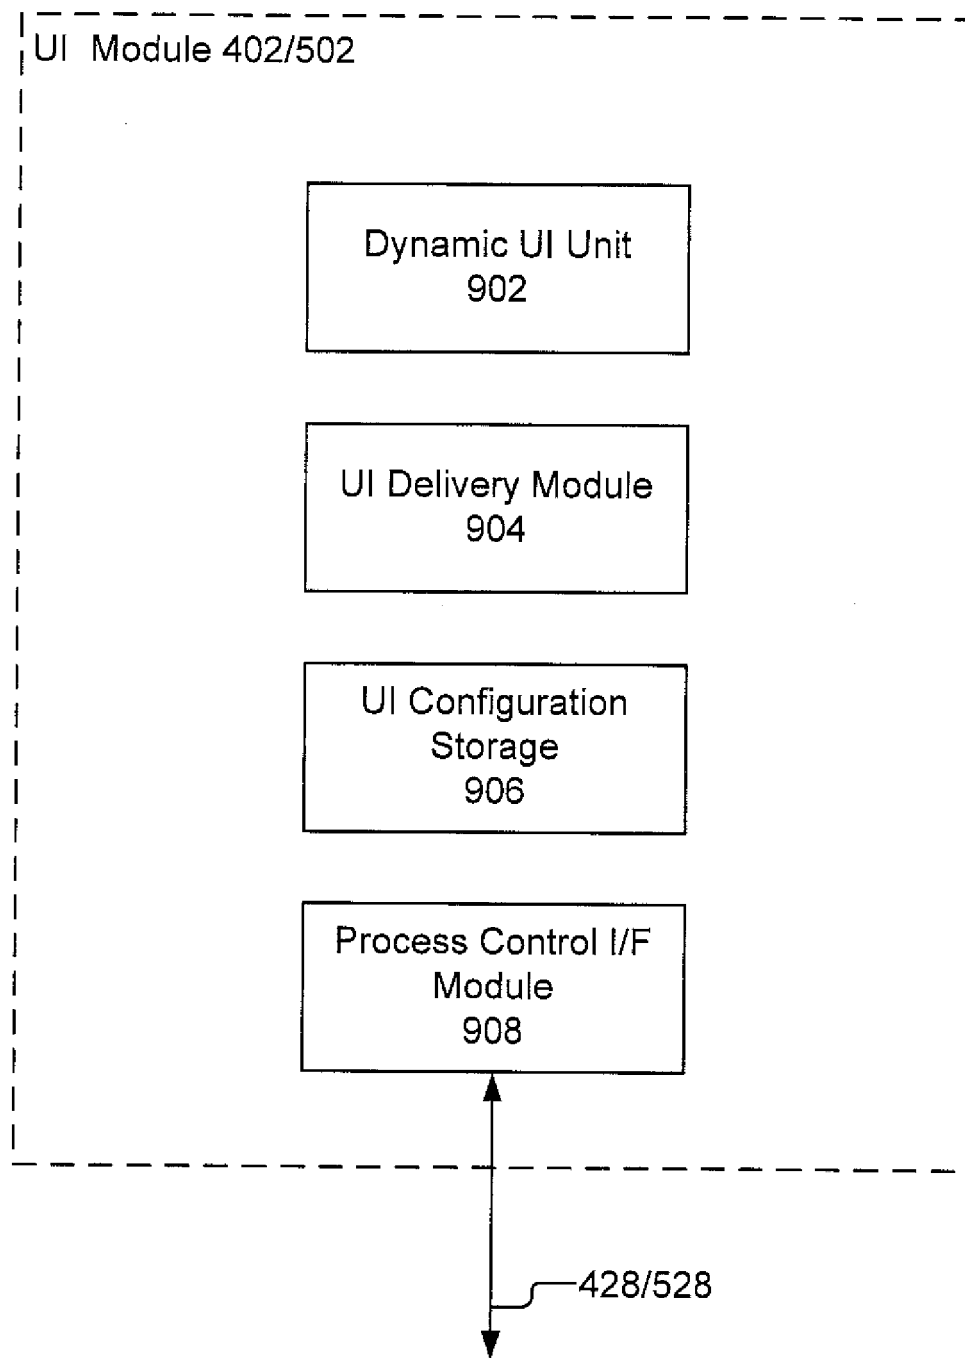 UI Module 402/502
Dynamic UI Unit
902
UI Delivery Module
904
UI Configuration
Storage
906
Process Control I/F
Module
908
428/528